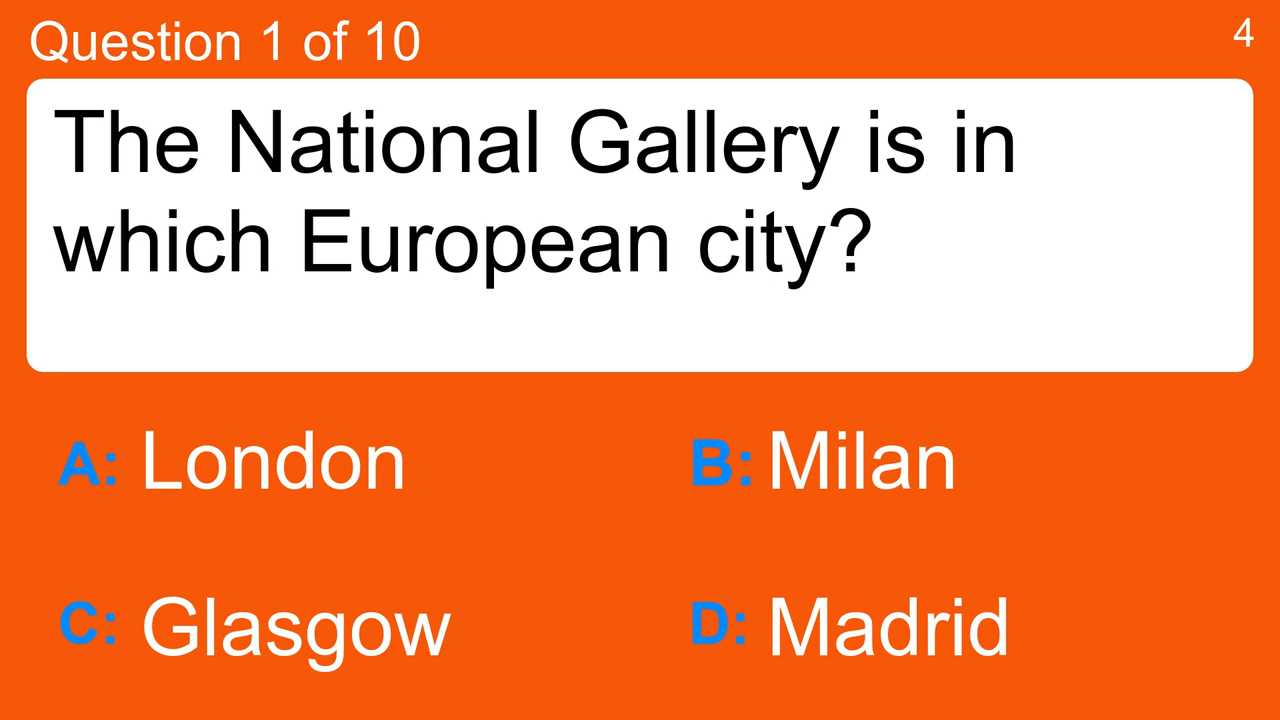 Question 1 of 10
4
The National Gallery is in
which European city?
A: London
B: Milan
C: Glasgow
D: Madrid